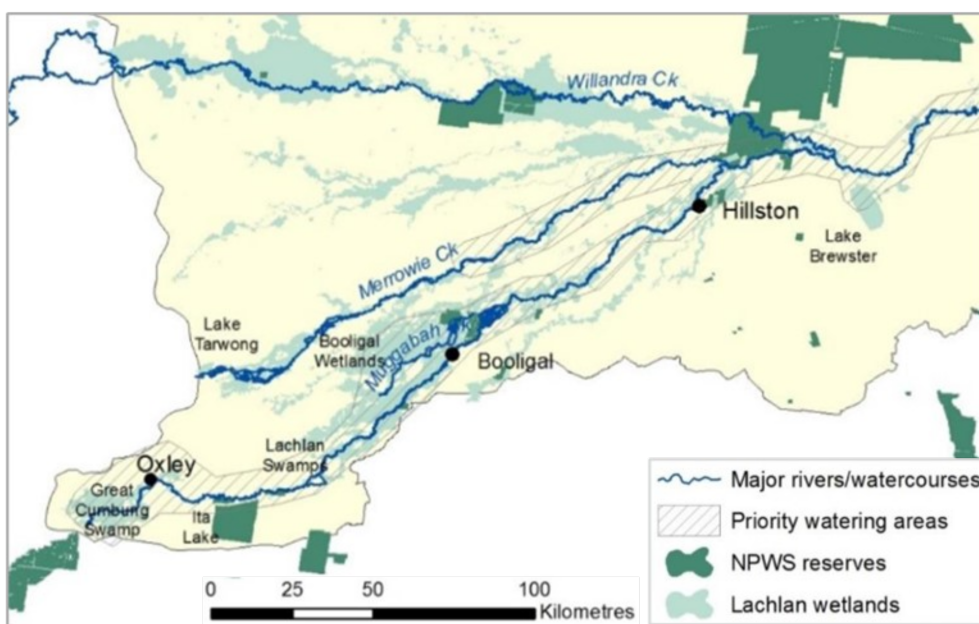 Willandra Ck
Hillston
Lake
Brewster
Merrowie Ck
Lake
Tarwong
Booligal
Wetlands
Muggabah
Booligal
Lachlan
Swamps
Oxley
Great
Cumbung
Swamp
Ita
Lake
Major rivers/watercourses
Priority watering areas
NPWS reserves
Lachlan wetlands
0 25 50 100
Kilometres